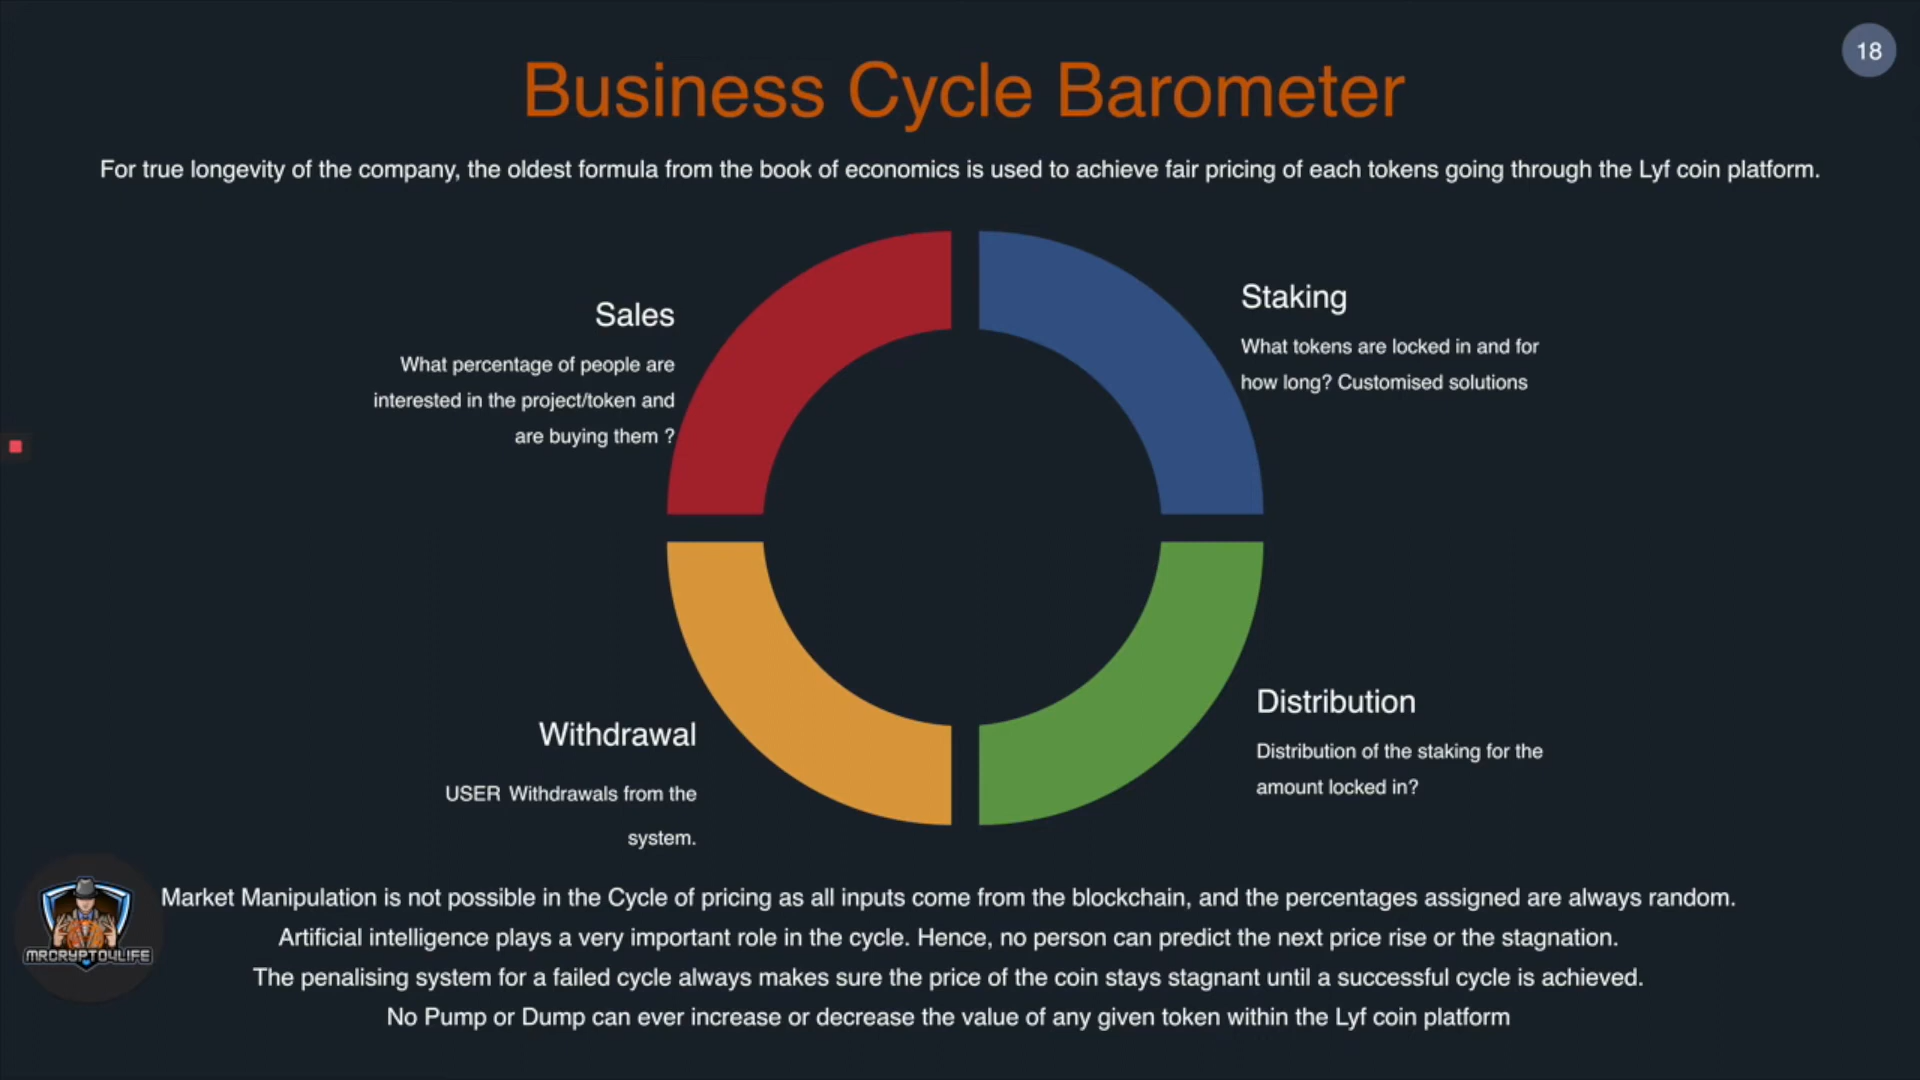 18
Business Cycle Barometer
For true longevity of the company, the oldest formula from the book of economics is used to achieve fair pricing of each tokens going through the Lyf coin platform.
Sales
What percentage of people are
interested in the project/token and
are buying them ?
Staking
What tokens are locked in and for
how long? Customised solutions
Withdrawal
USER Withdrawals from the
system.
Distribution
Distribution of the staking for the
amount locked in?
Market Manipulation is not possible in the Cycle of pricing as all inputs come from the blockchain, and the percentages assigned are always random.
Artificial intelligence plays a very important role in the cycle. Hence, no person can predict the next price rise or the stagnation.
The penalising system for a failed cycle always makes sure the price of the coin stays stagnant until a successful cycle is achieved.
No Pump or Dump can ever increase or decrease the value of any given token within the Lyf coin platform
MRCRYPTO4LIFE